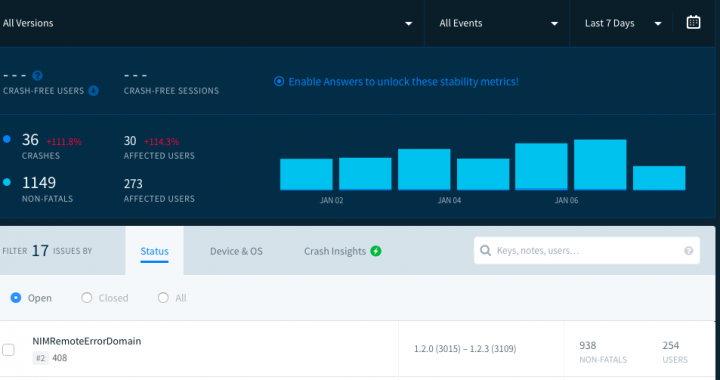 All Versions
All Events
Last 7 Days
- - -
CRASH-FREE USERS
- - -
CRASH-FREE SESSIONS
Enable Answers to unlock these stability metrics!
36 +111.8%
CRASHES
30 +114.3%
AFFECTED USERS
1149
NON-FATALS
273
AFFECTED USERS
JAN 02
JAN 04
JAN 06
FILTER 17 ISSUES BY
Status
Device & OS
Crash Insights
Keys, notes, users...
Open
Closed
All
NIMRemoteErrorDomain
#2 408
1.2.0 (3015) – 1.2.3 (3109)
938
NON-FATALS
254
USERS